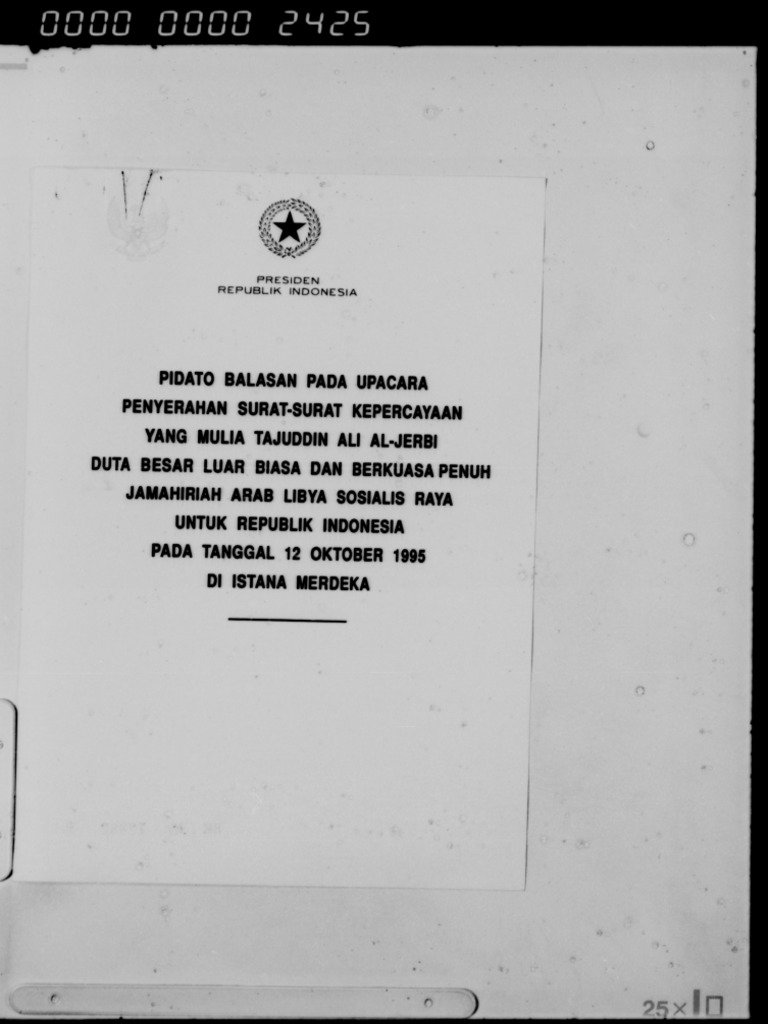 0000 0000 2425
PRESIDEN
REPUBLIK INDONESIA
PIDATO BALASAN PADA UPACARA
PENYERAHAN SURAT-SURAT KEPERCAYAAN
YANG MULIA TAJUDDIN ALI AL-JERBI
DUTA BESAR LUAR BIASA DAN BERKUASA PENUH
JAMAHIRIAH ARAB LIBYA SOSIALIS RAYA
UNTUK REPUBLIK INDONESIA
PADA TANGGAL 12 OKTOBER 1995
DI ISTANA MERDEKA
25×